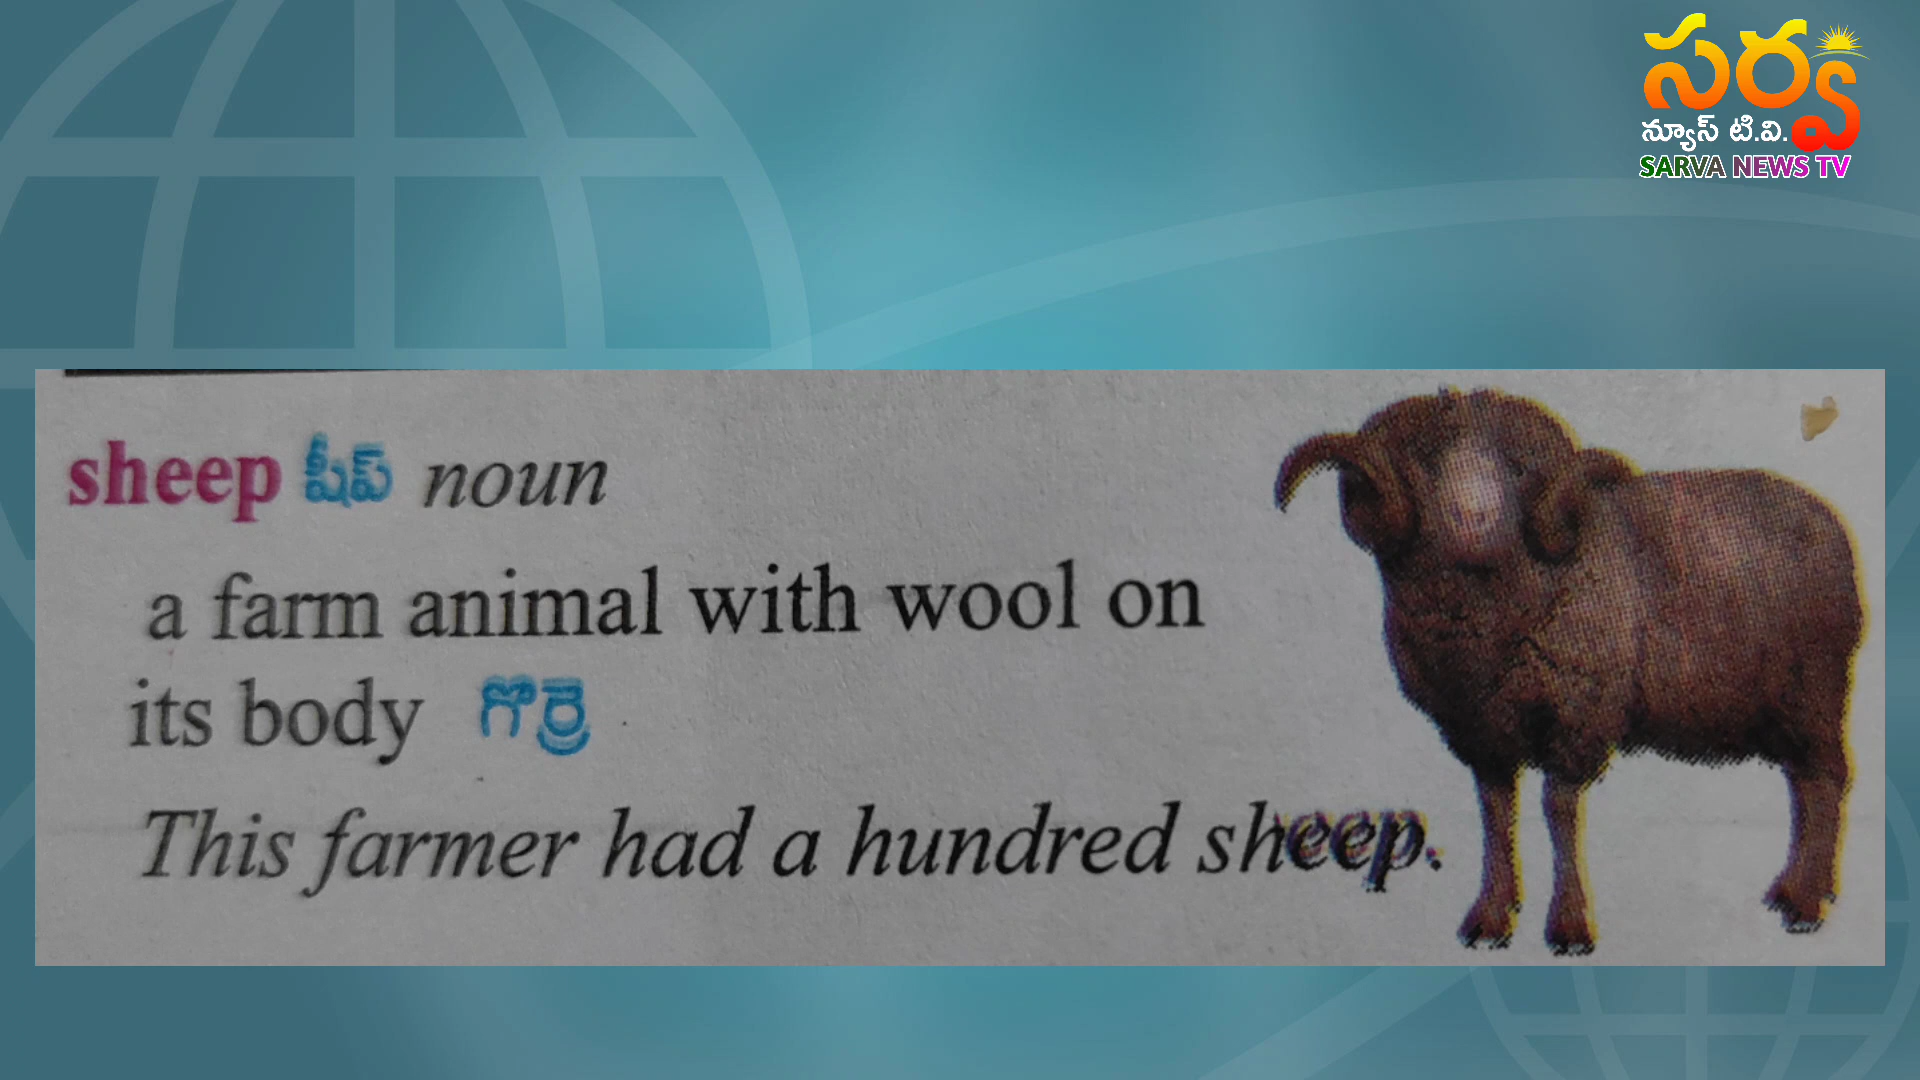 సర్వ
న్యూస్ టి.వి.
SARVA NEWS TV
sheep షీప్ noun
a farm animal with wool on
its body గొర్రె
This farmer had a hundred sheep.